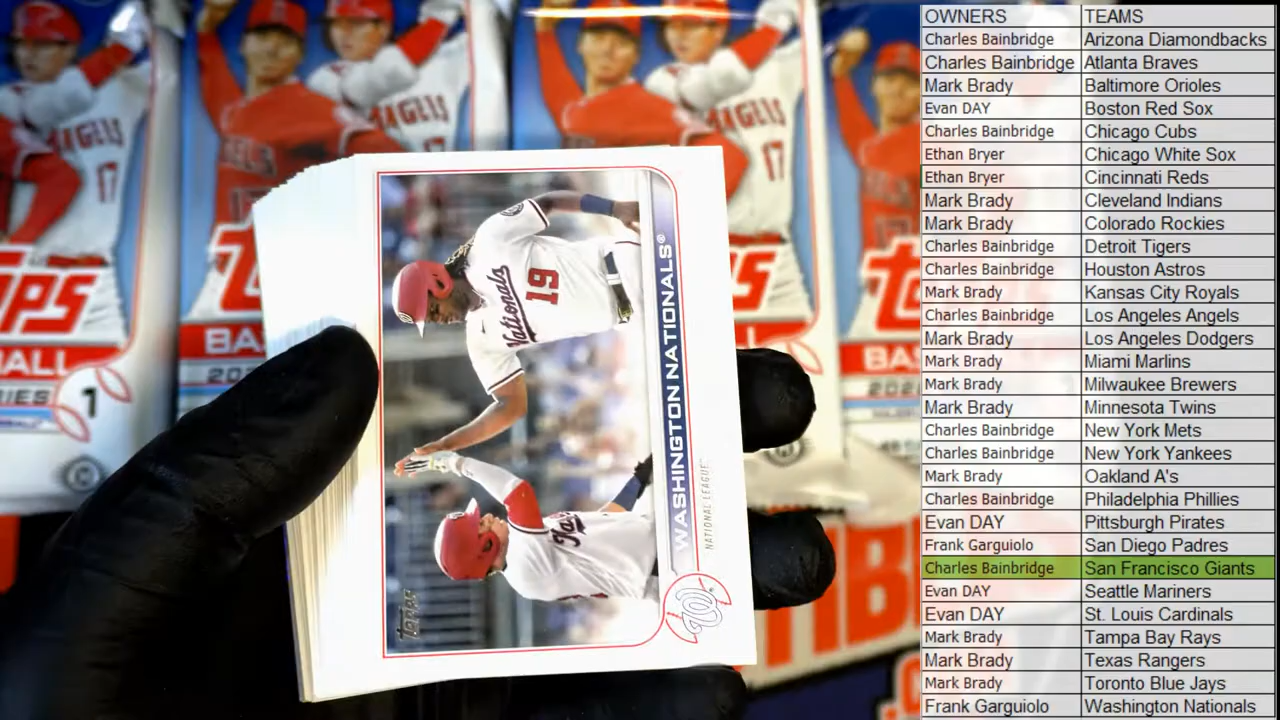 OWNERS TEAMS
Charles Bainbridge Arizona Diamondbacks
Charles Bainbridge Atlanta Braves
Mark Brady Baltimore Orioles
Evan DAY Boston Red Sox
Charles Bainbridge Chicago Cubs
Ethan Bryer Chicago White Sox
Ethan Bryer Cincinnati Reds
Mark Brady Cleveland Indians
Mark Brady Colorado Rockies
Charles Bainbridge Detroit Tigers
Charles Bainbridge Houston Astros
Mark Brady Kansas City Royals
Charles Bainbridge Los Angeles Angels
Mark Brady Los Angeles Dodgers
Mark Brady Miami Marlins
Mark Brady Milwaukee Brewers
Mark Brady Minnesota Twins
Charles Bainbridge New York Mets
Charles Bainbridge New York Yankees
Mark Brady Oakland A's
Charles Bainbridge Philadelphia Phillies
Evan DAY Pittsburgh Pirates
Frank Garguiolo San Diego Padres
Charles Bainbridge San Francisco Giants
Evan DAY Seattle Mariners
Evan DAY St. Louis Cardinals
Mark Brady Tampa Bay Rays
Mark Brady Texas Rangers
Mark Brady Toronto Blue Jays
Frank Garguiolo Washington Nationals
WASHINGTON NATIONALS®
NATIONAL LEAGUE™
Topps
Nationals
19
W
ANGELS
17
ANGELS
17
1